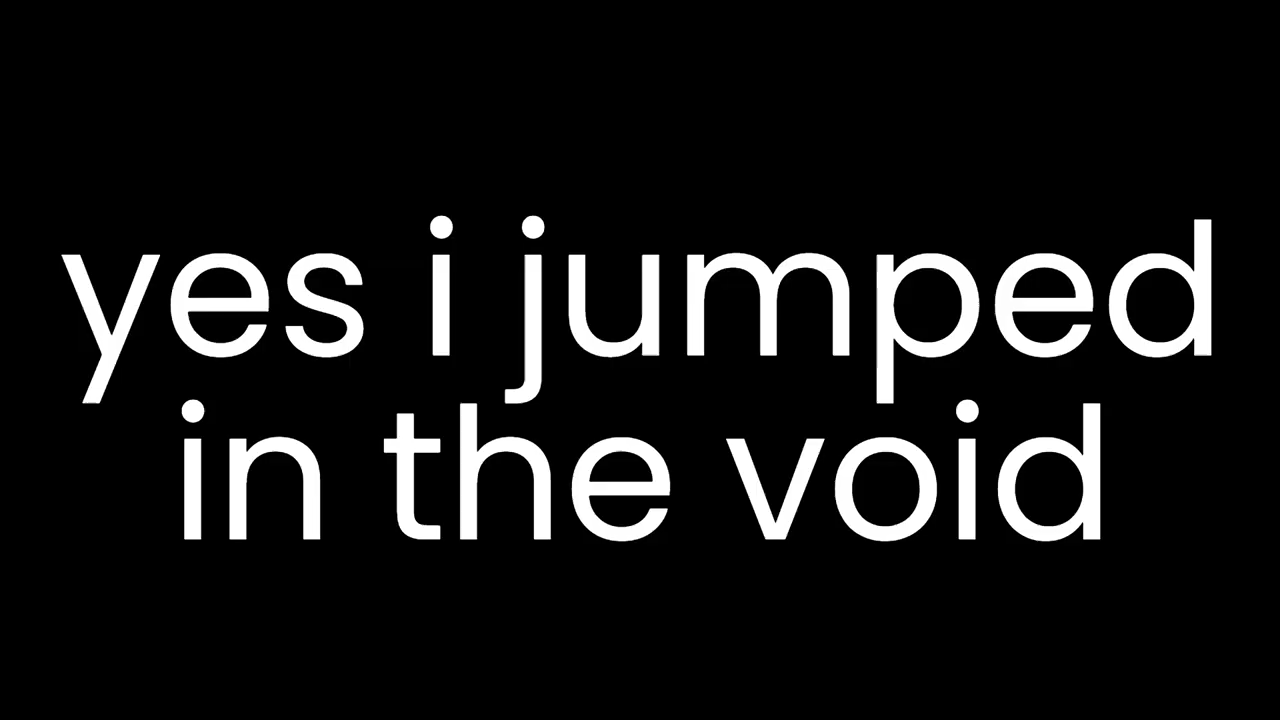 yes i jumped
in the void